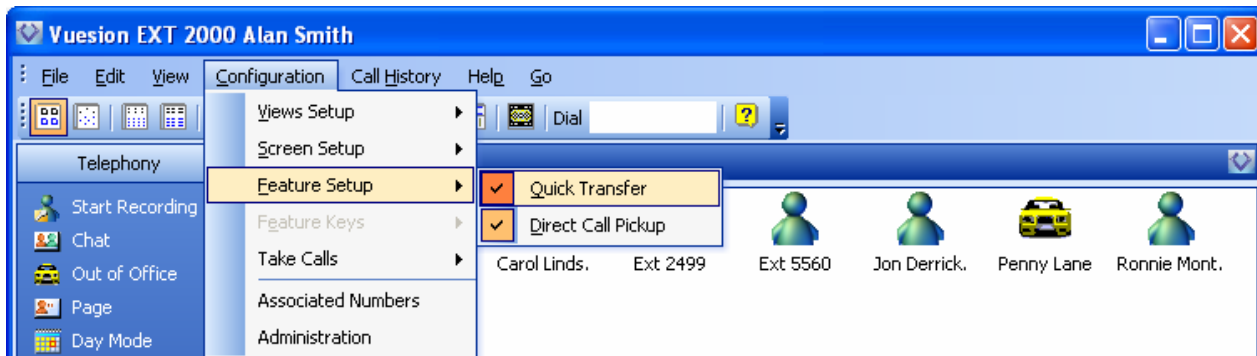 Vuesion EXT 2000 Alan Smith
File Edit View Configuration Call History Help Go
Dial
Telephony
Start Recording
Chat
Out of Office
Page
Day Mode
Views Setup
Screen Setup
Feature Setup
Feature Keys
Take Calls
Associated Numbers
Administration
Quick Transfer
Direct Call Pickup
Carol Linds. Ext 2499 Ext 5560 Jon Derrick. Penny Lane Ronnie Mont.